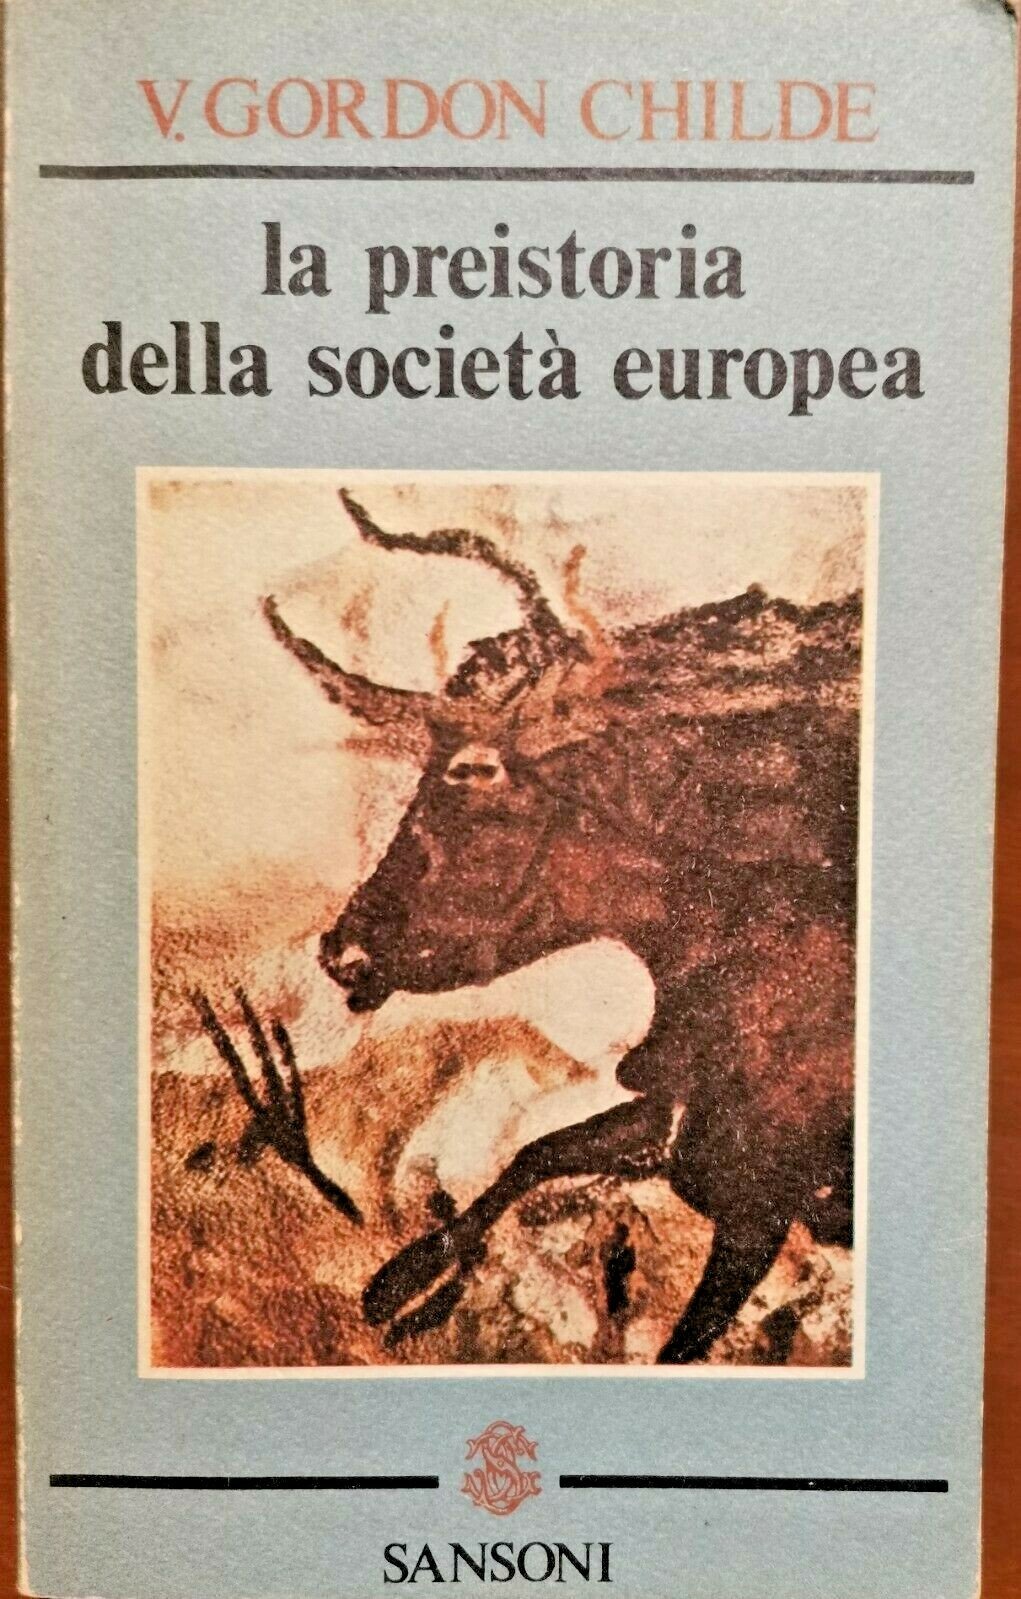 V. GORDON CHILDE
la preistoria
della società europea
SANSONI